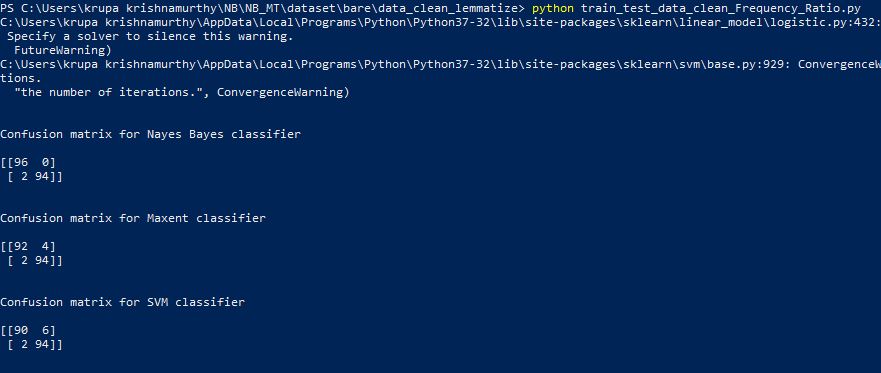 PS C:\Users\krupa krishnamurthy\NB\NB_MT\dataset\bare\data_clean_lemmatize> python train_test_data_clean_Frequency_Ratio.py
C:\Users\krupa krishnamurthy\AppData\Local\Programs\Python\Python37-32\lib\site-packages\sklearn\linear_model\logistic.py:432:
 Specify a solver to silence this warning.
  FutureWarning)
C:\Users\krupa krishnamurthy\AppData\Local\Programs\Python\Python37-32\lib\site-packages\sklearn\svm\base.py:929: ConvergenceW
tions.
  "the number of iterations.", ConvergenceWarning)
Confusion matrix for Nayes Bayes classifier
[[96  0]
 [ 2 94]]
Confusion matrix for Maxent classifier
[[92  4]
 [ 2 94]]
Confusion matrix for SVM classifier
[[90  6]
 [ 2 94]]